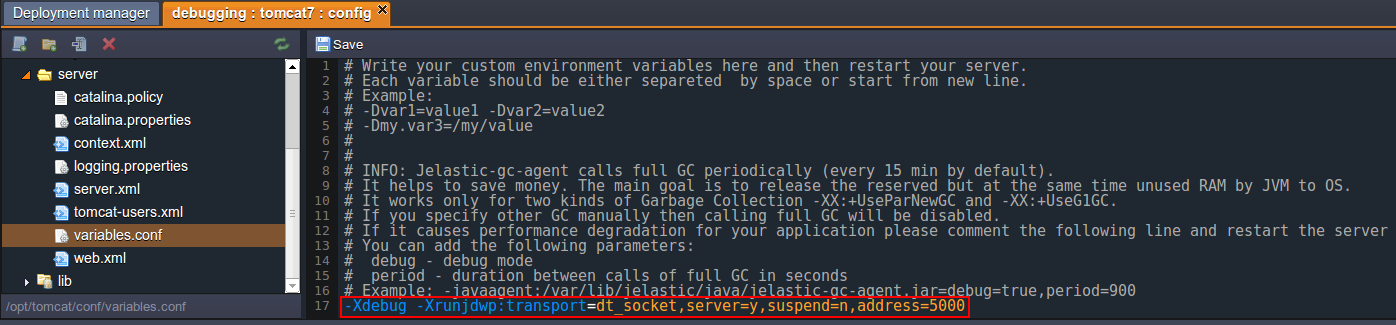 Deployment manager
debugging : tomcat7 : config
Save
server
catalina.policy
catalina.properties
context.xml
logging.properties
server.xml
tomcat-users.xml
variables.conf
web.xml
lib
/opt/tomcat/conf/variables.conf
1 # Write your custom environment variables here and then restart your server.
2 # Each variable should be either separeted  by space or start from new line.
3 # Example:
4 # -Dvar1=value1 -Dvar2=value2
5 # -Dmy.var3=/my/value
6 #
7 #
8 # INFO: Jelastic-gc-agent calls full GC periodically (every 15 min by default).
9 # It helps to save money. The main goal is to release the reserved but at the same time unused RAM by JVM to OS.
10 # It works only for two kinds of Garbage Collection -XX:+UseParNewGC and -XX:+UseG1GC.
11 # If you specify other GC manually then calling full GC will be disabled.
12 # If it causes performance degradation for your application please comment the following line and restart the server
13 # You can add the following parameters:
14 #  debug - debug mode
15 #  period - duration between calls of full GC in seconds
16 # Example: -javaagent:/var/lib/jelastic/java/jelastic-gc-agent.jar=debug=true,period=900
17 -Xdebug -Xrunjdwp:transport=dt_socket,server=y,suspend=n,address=5000